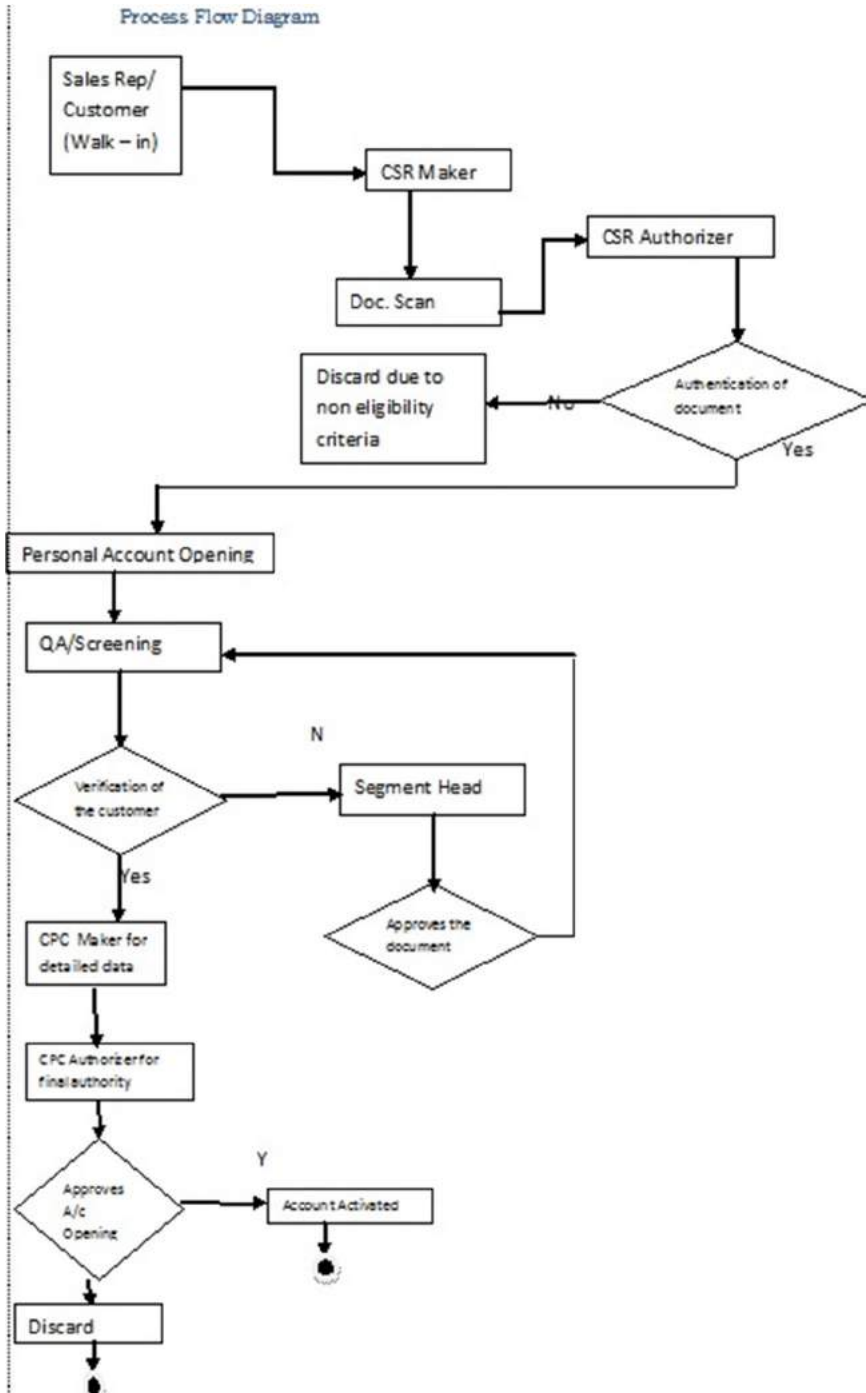 Process Flow Diagram
Sales Rep/
Customer
(Walk – in)
CSR Maker
CSR Authorizer
Doc. Scan
Discard due to
non eligibility
criteria
No
Authentication of
document
Yes
Personal Account Opening
QA/Screening
N
Verification of
the customer
Segment Head
Yes
Approves the
document
CPC Maker for
detailed data
CPC Authorizer for
final authority
Y
Approves
A/c
Opening
Account Activated
Discard